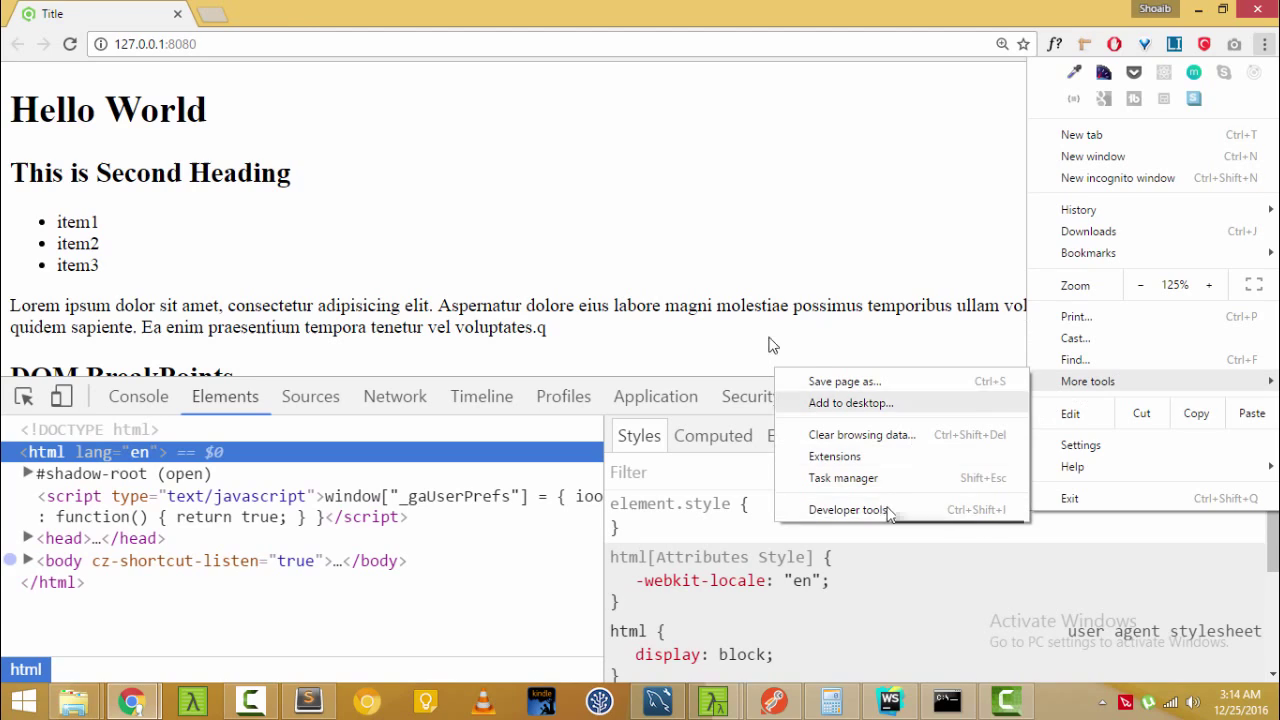 Title
Shoaib
127.0.0.1:8080
f?
LI
m
tb
Hello World
This is Second Heading
item1
item2
item3
Lorem ipsum dolor sit amet, consectetur adipisicing elit. Aspernatur dolore eius labore magni molestiae possimus temporibus ullam vol
quidem sapiente. Ea enim praesentium tempora tenetur vel voluptates.q
DOM BreakPoints
New tab Ctrl+T
New window Ctrl+N
New incognito window Ctrl+Shift+N
History
Downloads Ctrl+J
Bookmarks
Zoom - 125% +
Print... Ctrl+P
Cast...
Find... Ctrl+F
More tools
Edit Cut Copy Paste
Settings
Help
Exit Ctrl+Shift+Q
Save page as... Ctrl+S
Add to desktop...
Clear browsing data... Ctrl+Shift+Del
Extensions
Task manager Shift+Esc
Developer tools Ctrl+Shift+I
Console Elements Sources Network Timeline Profiles Application Security
<!DOCTYPE html>
<html lang="en"> == $0
#shadow-root (open)
<script type="text/javascript">window["_gaUserPrefs"] = { ioo
: function() { return true; } }</script>
<head>…</head>
<body cz-shortcut-listen="true">…</body>
</html>
html
Styles Computed E
Filter
element.style {
}
html[Attributes Style] {
-webkit-locale: "en";
}
html { user agent stylesheet
display: block;
}
Activate Windows
Go to PC settings to activate Windows.
kindle
WS
3:14 AM
12/25/2016